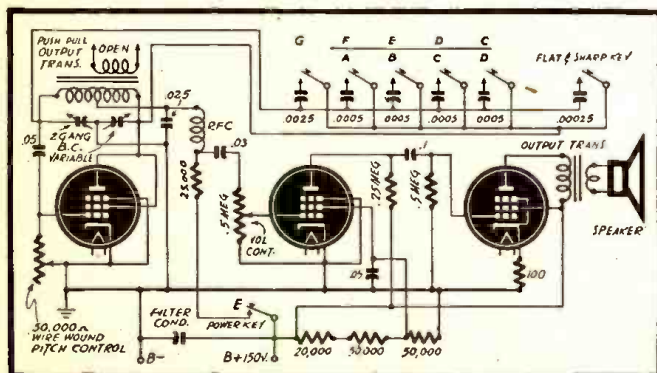 PUSH PULL
OUTPUT
TRANS.
OPEN
G F E D C
A B C D
FLAT & SHARP KEY
.0025 .0005 .0005 .0005 .0005 .00025
.025
.05
2 GANG
B.C.
VARIABLE
RFC
.03
25,000
.5 MEG
VOL
CONT.
.1
.25 MEG
.5 MEG
.05
OUTPUT TRANS
SPEAKER
100
50,000 Ω
WIRE WOUND
PITCH CONTROL
FILTER
COND.
E
POWER KEY
B-
B+150V.
20,000 50,000 50,000